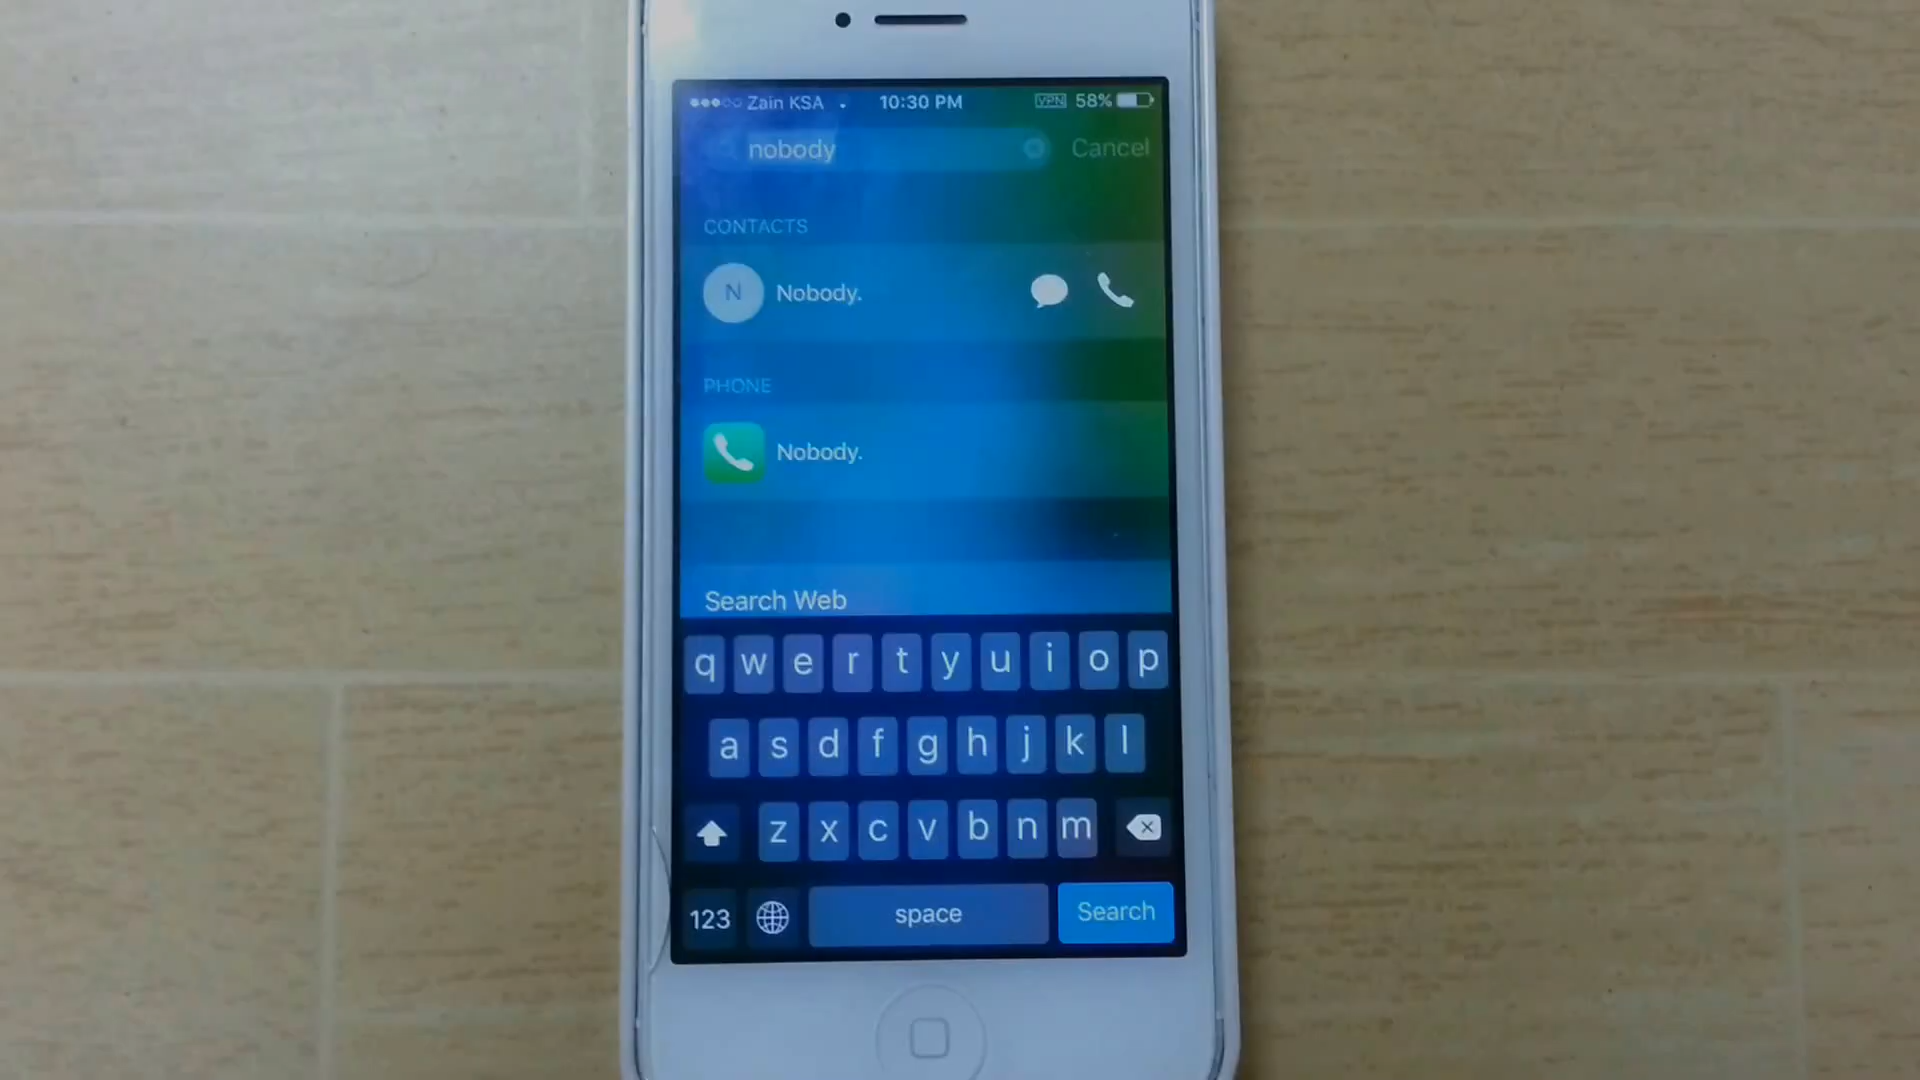 Zain KSA 10:30 PM VPN 58%
nobody Cancel
CONTACTS
N Nobody.
PHONE
Nobody.
Search Web
q w e r t y u i o p
a s d f g h j k l
z x c v b n m
123 space Search